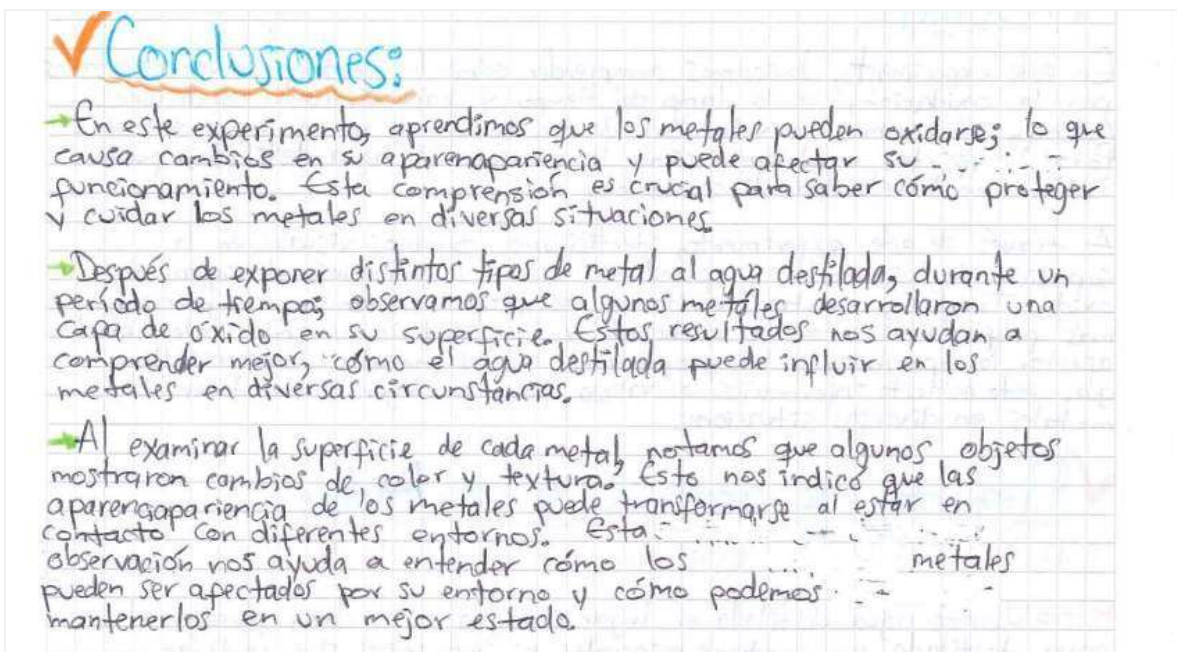 Conclusiones:
En este experimento, aprendimos que los metales pueden oxidarse; lo que
causa cambios en su aparenapariencia y puede afectar su
funcionamiento. Esta comprensión es crucial para saber cómo proteger
y cuidar los metales en diversas situaciones.
Después de exponer distintos tipos de metal al agua destilada, durante un
período de tiempo; observamos que algunos metales desarrollaron una
capa de óxido en su superficie. Estos resultados nos ayudan a
comprender mejor, cómo el agua destilada puede influir en los
metales en diversas circunstancias.
Al examinar la superficie de cada metal, notamos que algunos objetos
mostraron cambios de color y textura. Esto nos indicó que las
aparenciapariencia de los metales puede transformarse al estar en
contacto con diferentes entornos. Esta
observación nos ayuda a entender cómo los metales
pueden ser afectados por su entorno y cómo podemos
mantenerlos en un mejor estado.